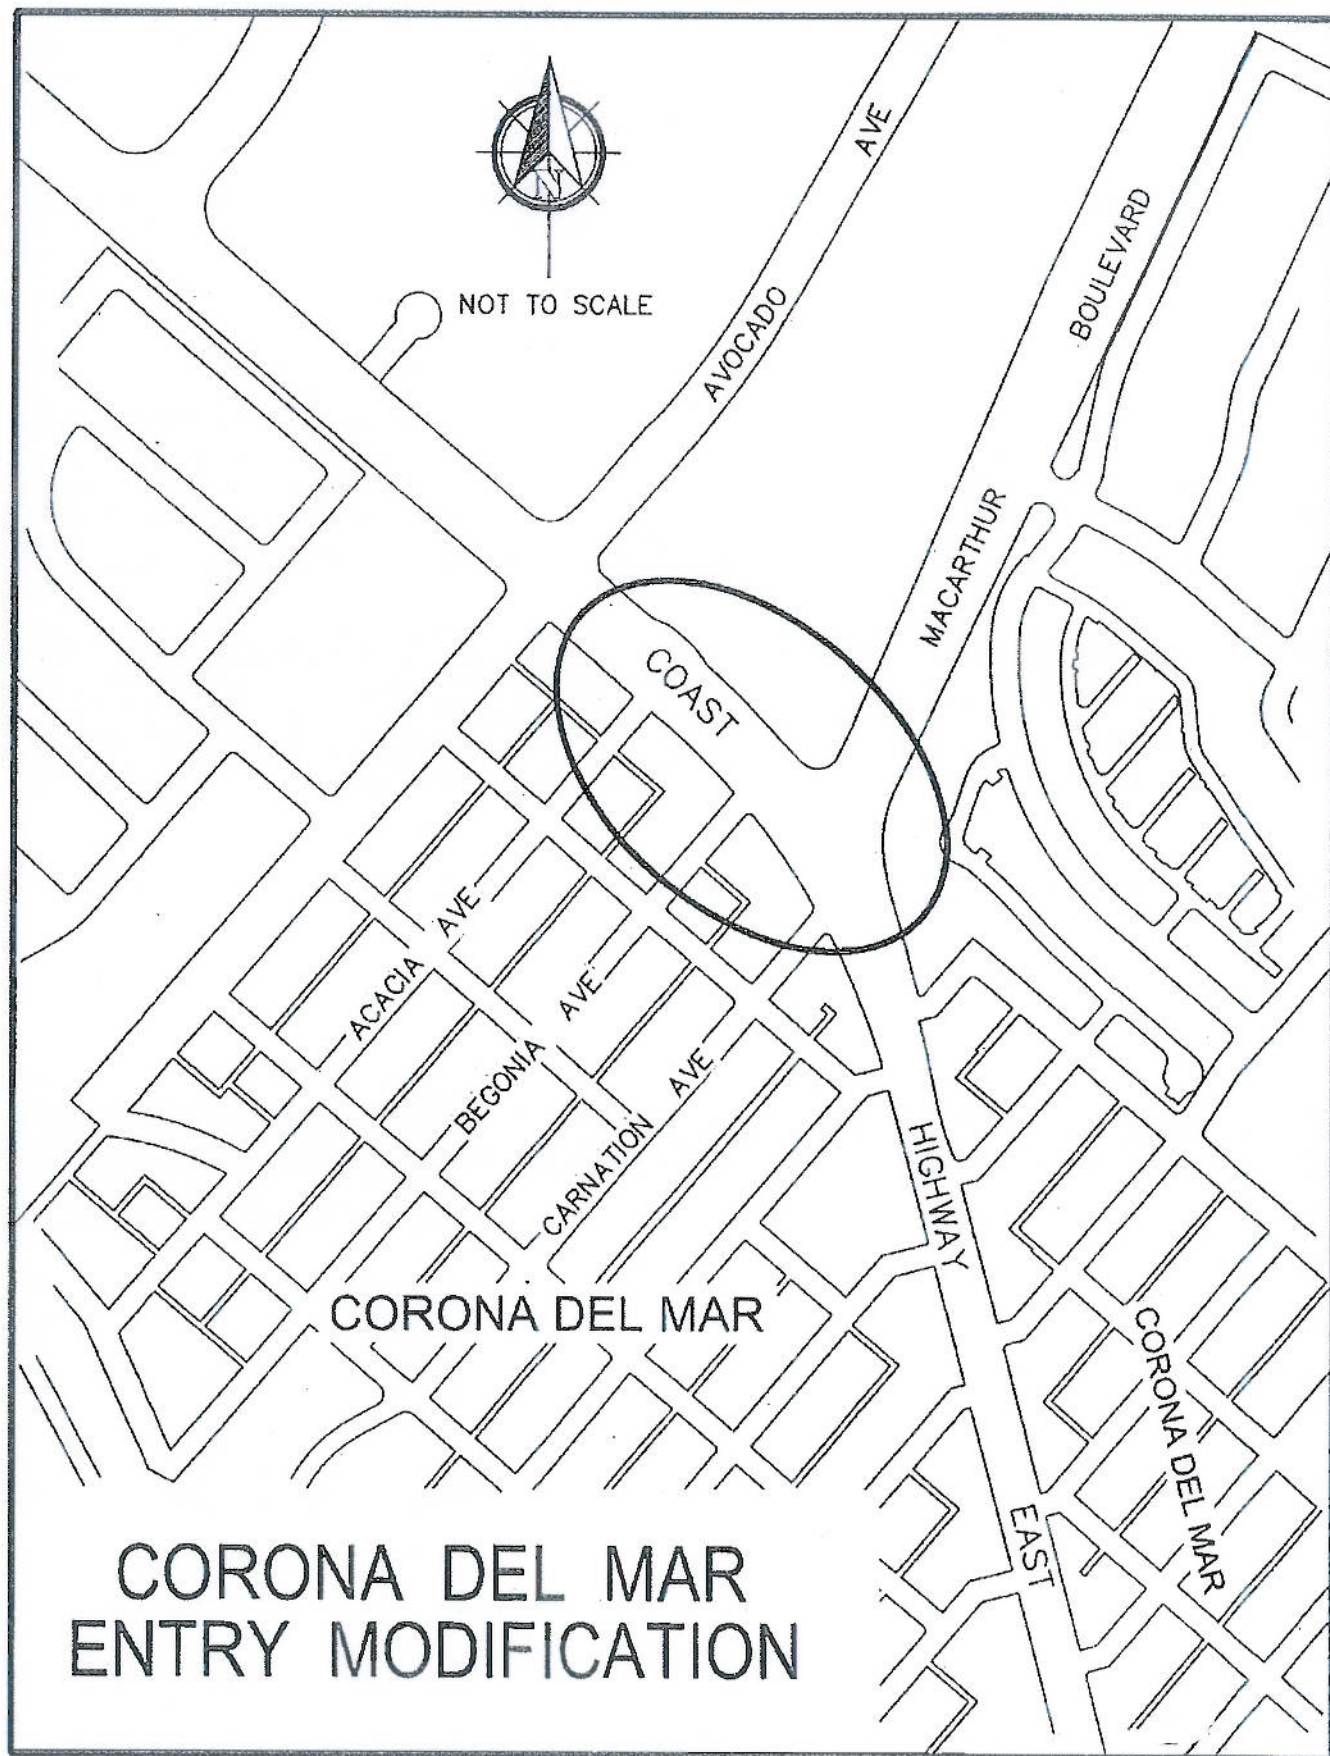 N
NOT TO SCALE
AVOCADO AVE
MACARTHUR BOULEVARD
COAST
ACACIA AVE
BEGONIA AVE
CARNATION AVE
HIGHWAY
CORONA DEL MAR
CORONA DEL MAR
EAST
CORONA DEL MAR
ENTRY MODIFICATION